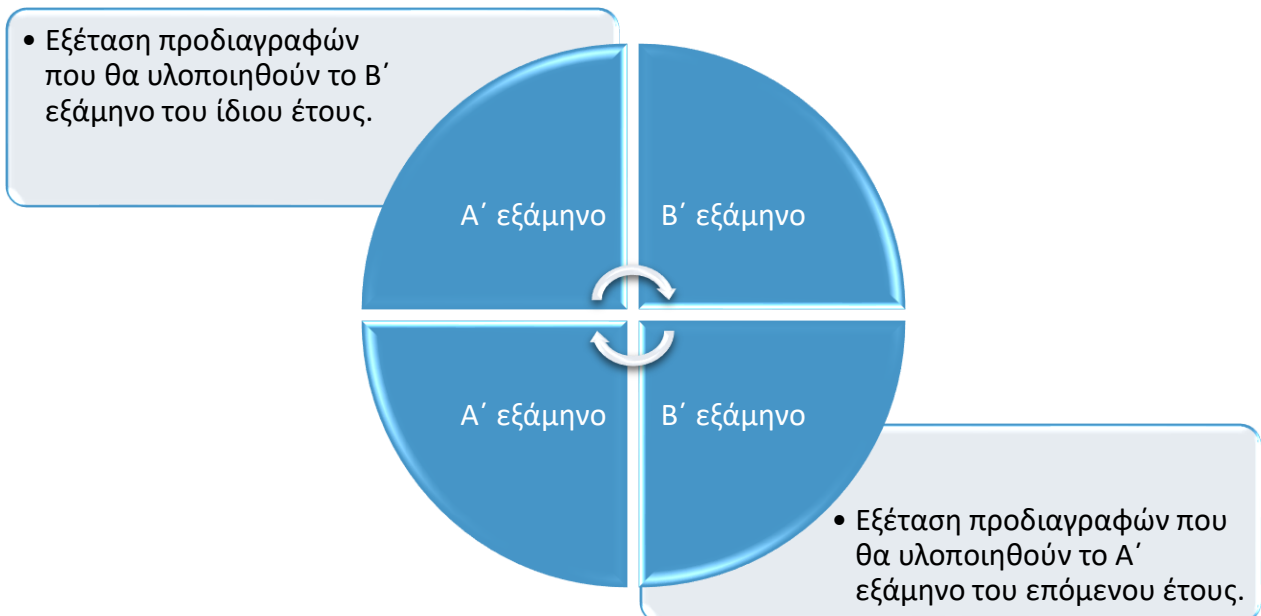 • Εξέταση προδιαγραφών
που θα υλοποιηθούν το Β΄
εξάμηνο του ίδιου έτους.
Α΄ εξάμηνο
Β΄ εξάμηνο
Α΄ εξάμηνο
Β΄ εξάμηνο
• Εξέταση προδιαγραφών που
θα υλοποιηθούν το Α΄
εξάμηνο του επόμενου έτους.